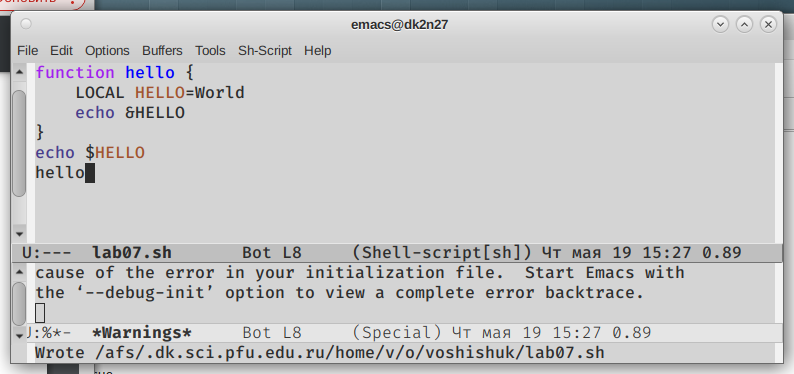 emacs@dk2n27
File Edit Options Buffers Tools Sh-Script Help
function hello {
    LOCAL HELLO=World
    echo &HELLO
}
echo $HELLO
hello
U:--- lab07.sh Bot L8 (Shell-script[sh]) Чт мая 19 15:27 0.89
cause of the error in your initialization file. Start Emacs with
the ‘--debug-init’ option to view a complete error backtrace.
U:%*- *Warnings* Bot L8 (Special) Чт мая 19 15:27 0.89
Wrote /afs/.dk.sci.pfu.edu.ru/home/v/o/voshishuk/lab07.sh